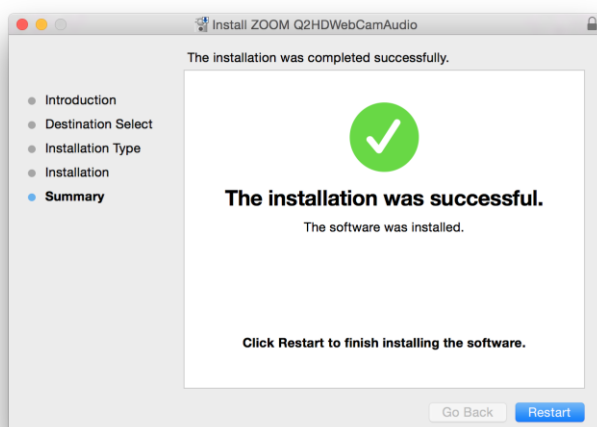 Install ZOOM Q2HDWebCamAudio
The installation was completed successfully.
Introduction
Destination Select
Installation Type
Installation
Summary
The installation was successful.
The software was installed.
Click Restart to finish installing the software.
Go Back
Restart